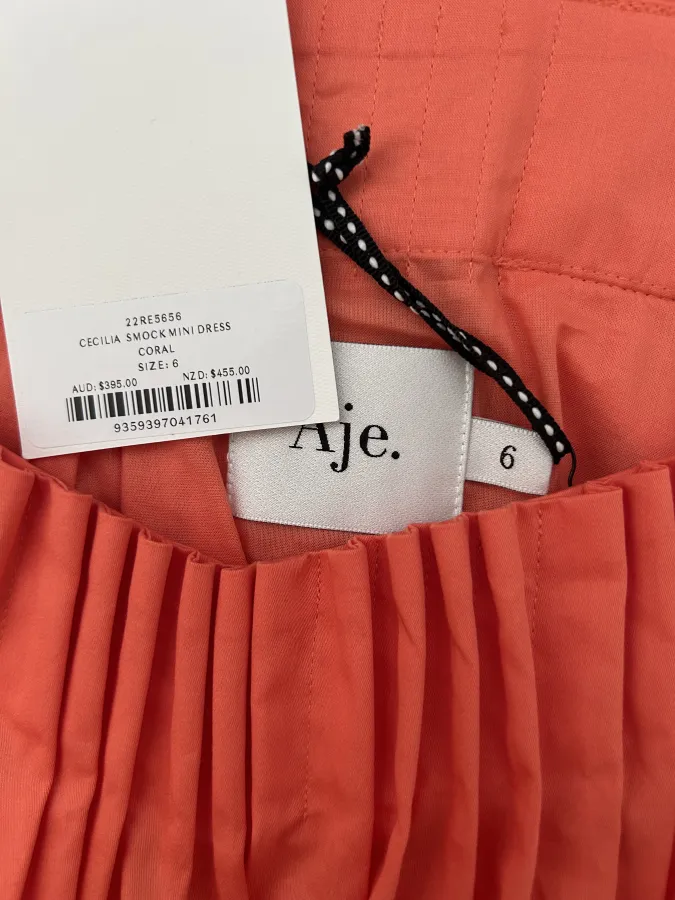 22RE5656
CECILIA SMOCK MINI DRESS
CORAL
SIZE: 6
AUD: $395.00 NZD: $455.00
9359397041761
Aje.
6